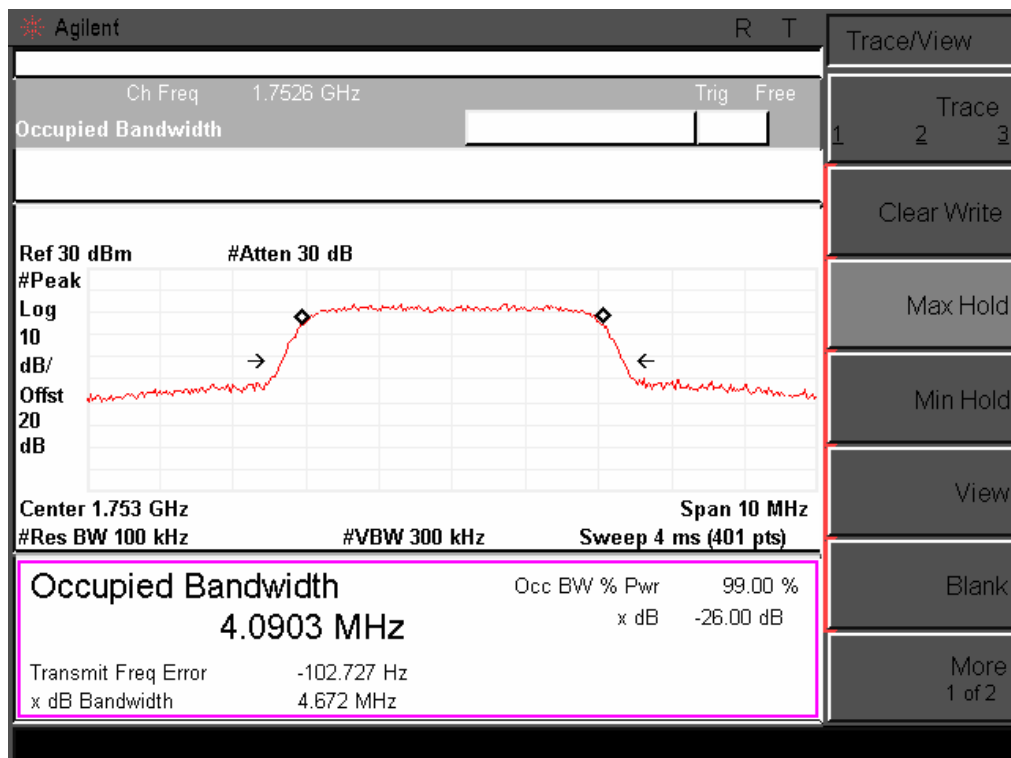 Agilent R T
Trace/View
Ch Freq 1.7526 GHz Trig Free
Occupied Bandwidth
Trace
1 2 3
Clear Write
Ref 30 dBm #Atten 30 dB
#Peak
Log
10
dB/
Offst
20
dB
Max Hold
Min Hold
View
Center 1.753 GHz Span 10 MHz
#Res BW 100 kHz #VBW 300 kHz Sweep 4 ms (401 pts)
Occupied Bandwidth
4.0903 MHz
Occ BW % Pwr 99.00 %
x dB -26.00 dB
Transmit Freq Error -102.727 Hz
x dB Bandwidth 4.672 MHz
Blank
More
1 of 2